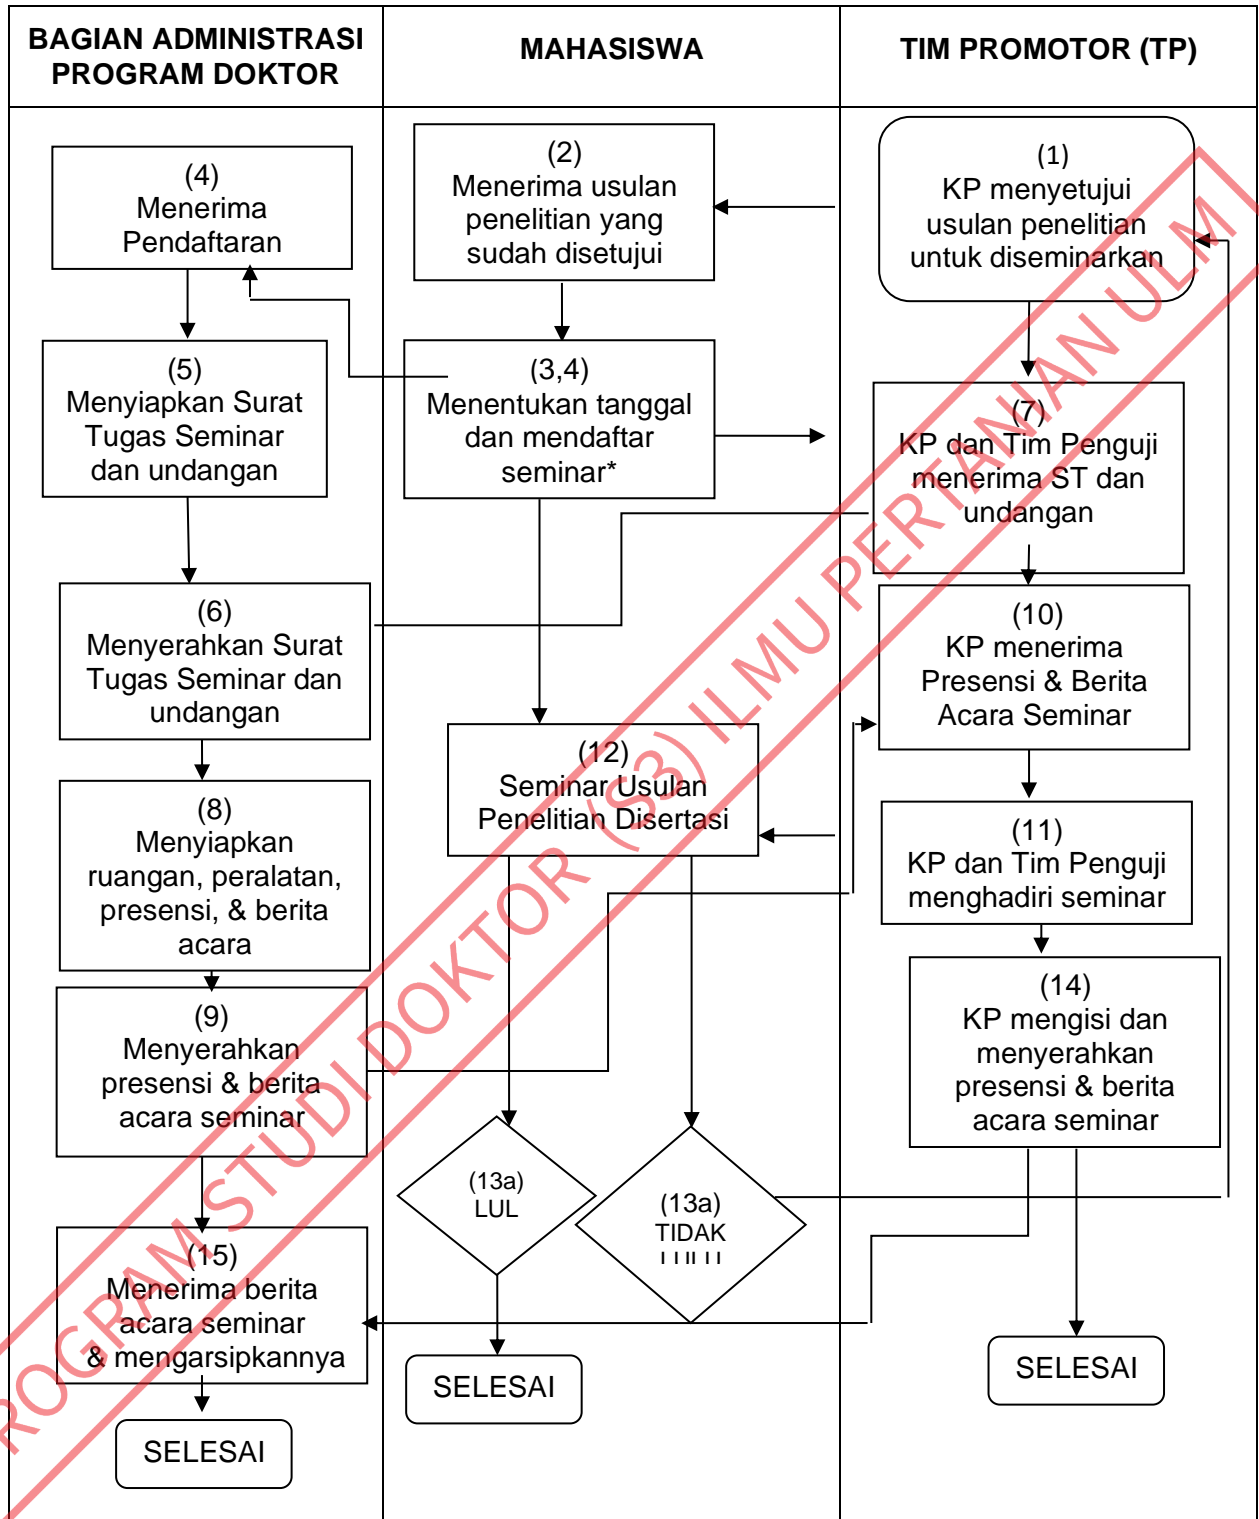 BAGIAN ADMINISTRASI
PROGRAM DOKTOR
MAHASISWA
TIM PROMOTOR (TP)
(4)
Menerima
Pendaftaran
(5)
Menyiapkan Surat
Tugas Seminar
dan undangan
(6)
Menyerahkan Surat
Tugas Seminar dan
undangan
(8)
Menyiapkan
ruangan, peralatan,
presensi, & berita
acara
(9)
Menyerahkan
presensi & berita
acara seminar
(15)
Menerima berita
acara seminar
& mengarsipkannya
SELESAI
(2)
Menerima usulan
penelitian yang
sudah disetujui
(3,4)
Menentukan tanggal
dan mendaftar
seminar*
(12)
Seminar Usulan
Penelitian Disertasi
(13a)
LUL
(13a)
TIDAK
SELESAI
(1)
KP menyetujui
usulan penelitian
untuk diseminarkan
(7)
KP dan Tim Penguji
menerima ST dan
undangan
(10)
KP menerima
Presensi & Berita
Acara Seminar
(11)
KP dan Tim Penguji
menghadiri seminar
(14)
KP mengisi dan
menyerahkan
presensi & berita
acara seminar
SELESAI
PROGRAM STUDI DOKTOR (S3) ILMU PERTANIAN ULM